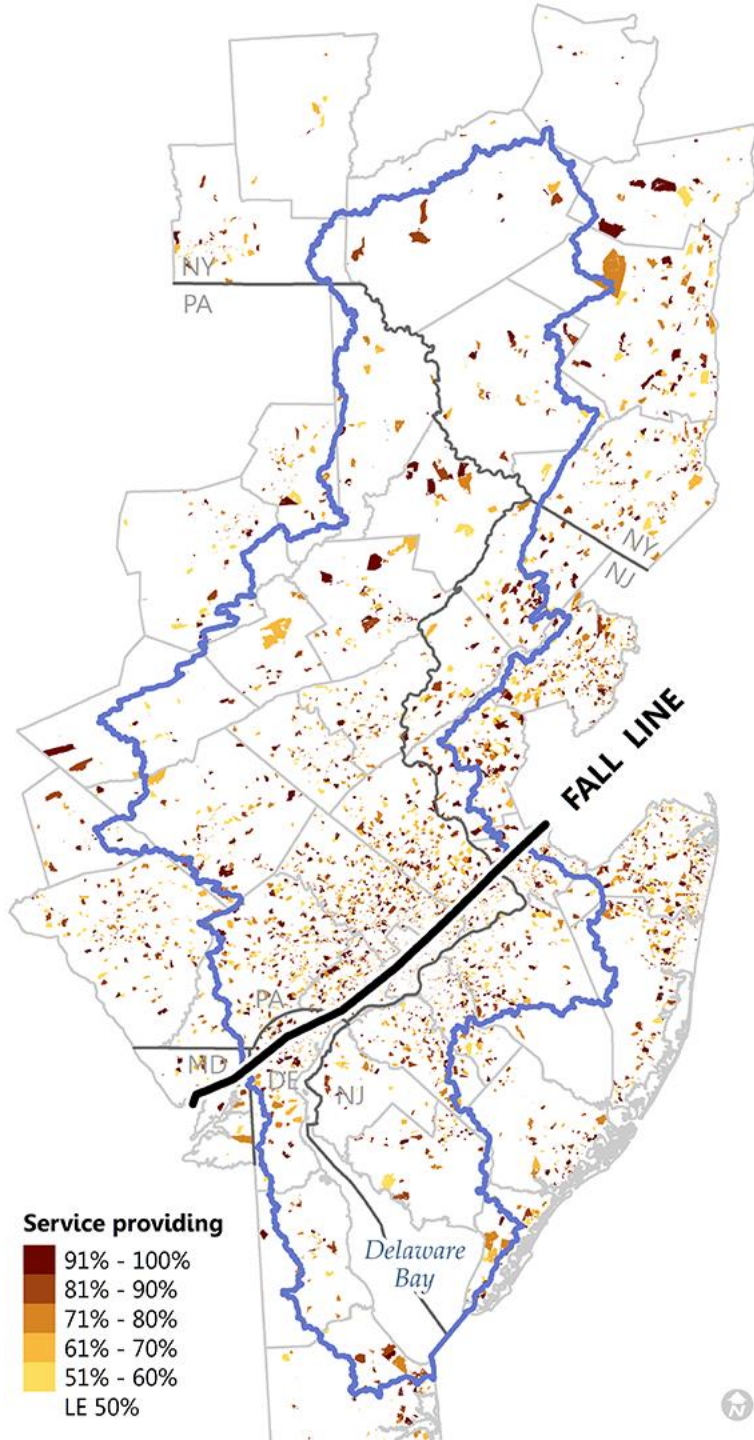 NY
PA
NY
NJ
FALL LINE
PA
MD
DE
NJ
Delaware
Bay
Service providing
91% - 100%
81% - 90%
71% - 80%
61% - 70%
51% - 60%
LE 50%
N